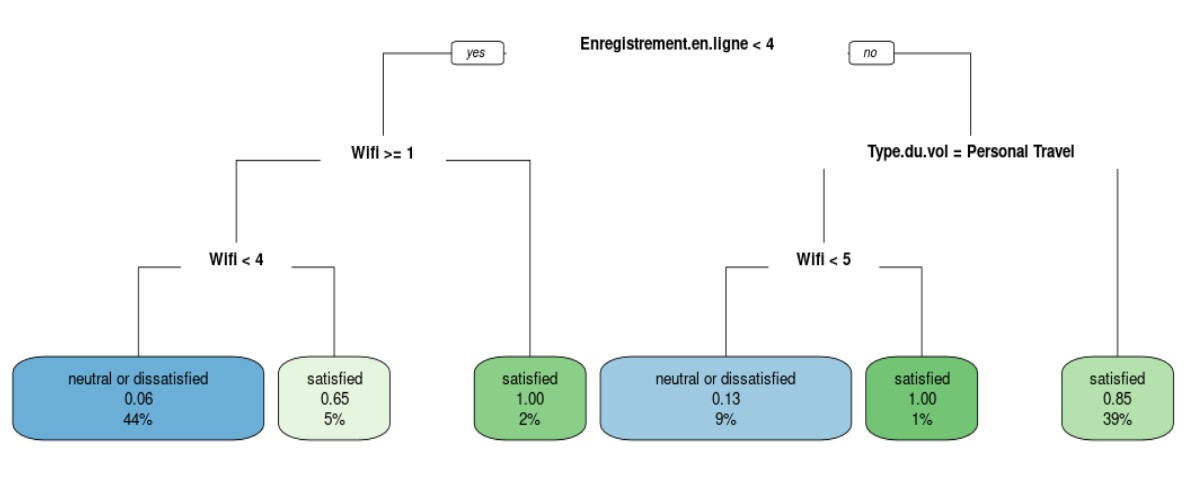 Enregistrement.en.ligne < 4
yes
no
Wifi >= 1
Type.du.vol = Personal Travel
Wifi < 4
Wifi < 5
neutral or dissatisfied
0.06
44%
satisfied
0.65
5%
satisfied
1.00
2%
neutral or dissatisfied
0.13
9%
satisfied
1.00
1%
satisfied
0.85
39%